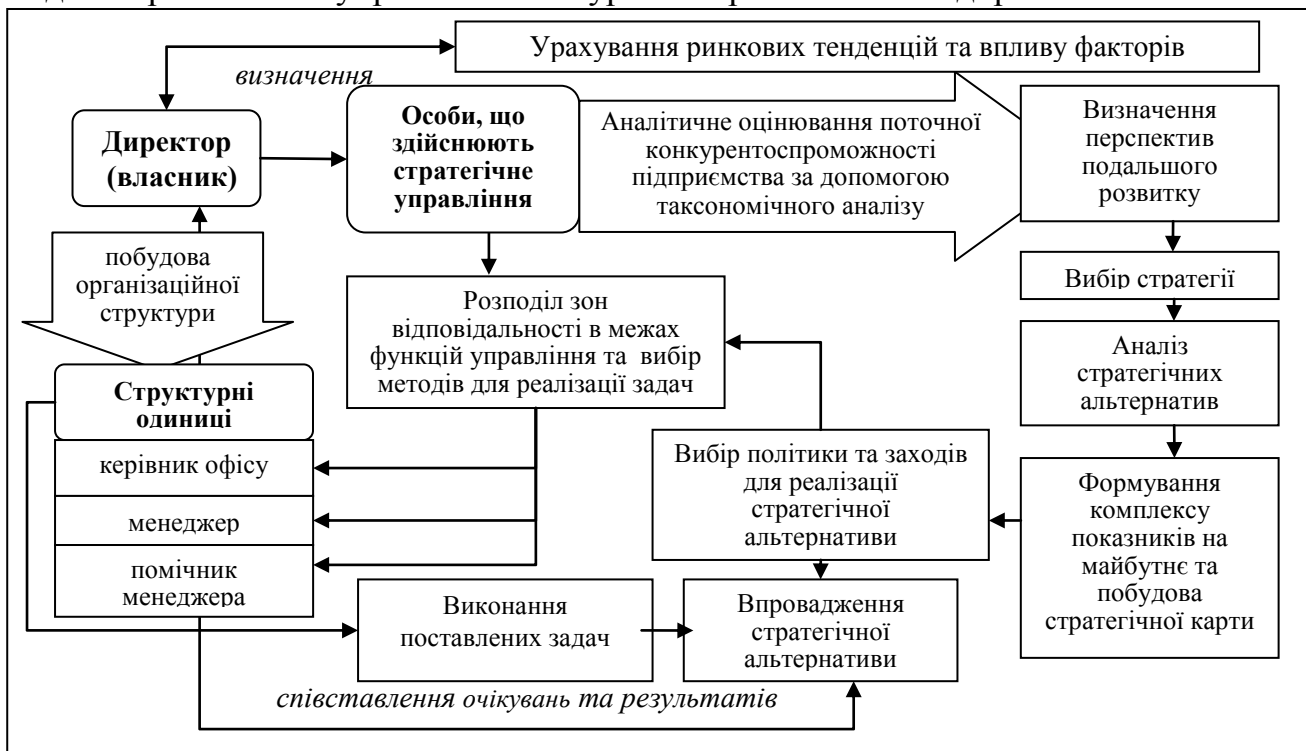 Урахування ринкових тенденцій та впливу факторів
визначення
Директор
(власник)
Особи, що
здійснюють
стратегічне
управління
Аналітичне оцінювання поточної
конкурентоспроможності
підприємства за допомогою
таксономічного аналізу
Визначення
перспектив
подальшого
розвитку
побудова
організаційної
структури
Розподіл зон
відповідальності в межах
функцій управління та вибір
методів для реалізації задач
Вибір стратегії
Аналіз
стратегічних
альтернатив
Структурні
одиниці
керівник офісу
менеджер
помічник
менеджера
Вибір політики та заходів
для реалізації
стратегічної
альтернативи
Формування
комплексу
показників на
майбутнє та
побудова
стратегічної карти
Виконання
поставлених задач
Впровадження
стратегічної
альтернативи
співставлення очікувань та результатів